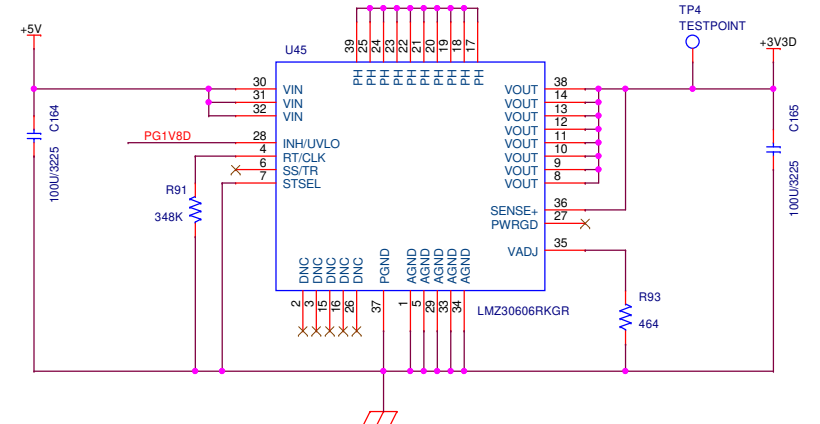 TP4
TESTPOINT
+5V
+3V3D
U45
39
25
24
23
22
21
20
19
18
17
PH
PH
PH
PH
PH
PH
PH
PH
PH
PH
30
VIN
31
VIN
32
VIN
28
INH/UVLO
4
RT/CLK
6
SS/TR
7
STSEL
VOUT
38
VOUT
14
VOUT
13
VOUT
12
VOUT
11
VOUT
10
VOUT
9
VOUT
8
SENSE+
36
PWRGD
27
VADJ
35
PG1V8D
C164
100U/3225
C165
100U/3225
R91
348K
DNC
DNC
DNC
DNC
DNC
PGND
AGND
AGND
AGND
AGND
AGND
2
3
15
16
26
37
1
5
29
33
34
LMZ30606RKGR
R93
464